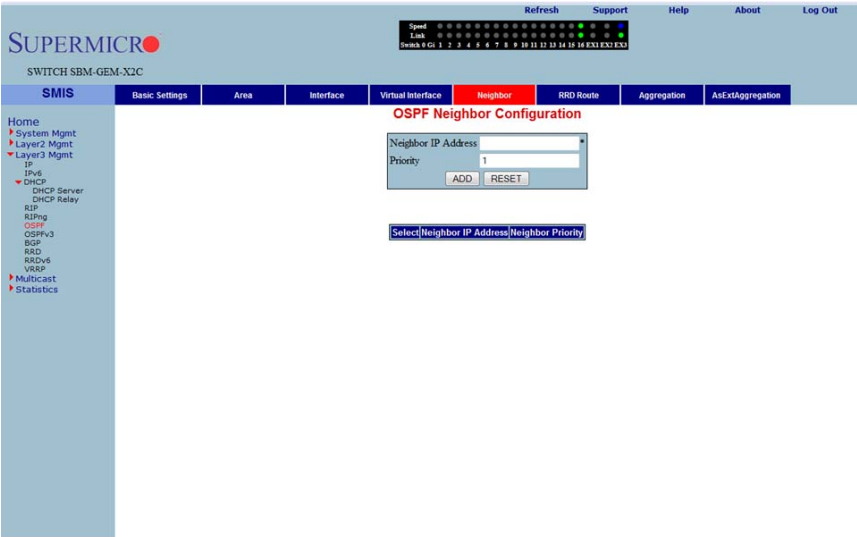 Refresh Support Help About Log Out
SUPERMICRO
Speed
Link
Switch 0 Gi 1 2 3 4 5 6 7 8 9 10 11 12 13 14 15 16 EX1 EX2 EX3
SWITCH SBM-GEM-X2C
SMIS
Basic Settings Area Interface Virtual Interface Neighbor RRD Route Aggregation AsExtAggregation
Home
System Mgmt
Layer2 Mgmt
Layer3 Mgmt
IP
IPv6
DHCP
DHCP Server
DHCP Relay
RIP
RIPng
OSPF
OSPFv3
BGP
RRD
RRDv6
VRRP
Multicast
Statistics
OSPF Neighbor Configuration
Neighbor IP Address *
Priority 1
ADD RESET
Select Neighbor IP Address Neighbor Priority